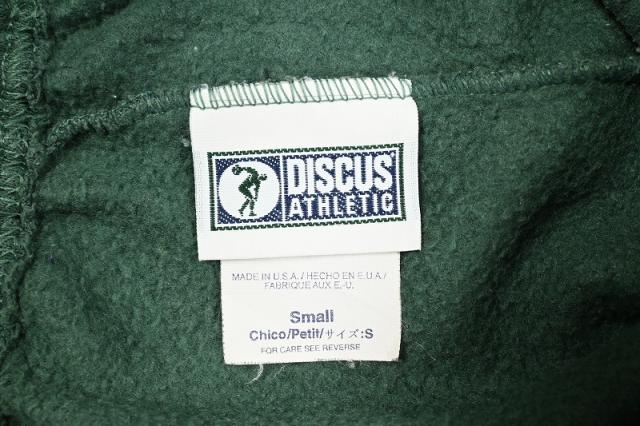 DISCUS
ATHLETIC
MADE IN U.S.A./ HECHO EN E.U.A./
FABRIQUE AUX E.-U.
Small
Chico/Petit/サイズ:S
FOR CARE SEE REVERSE